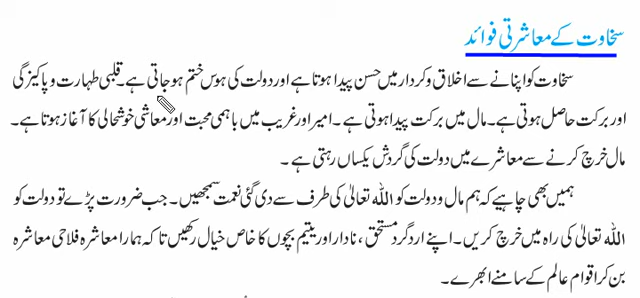 سخاوت کے معاشرتی فوائد
سخاوت کو اپنانے سے اخلاق و کردار میں حسن پیدا ہوتا ہے اور دولت کی ہوس ختم ہو جاتی ہے۔ قلبی طہارت و پاکیزگی
اور برکت حاصل ہوتی ہے۔ مال میں برکت پیدا ہوتی ہے۔ امیر اور غریب میں باہمی محبت اور معاشی خوشحالی کا آغاز ہوتا ہے۔
مال خرچ کرنے سے معاشرے میں دولت کی گردش یکساں رہتی ہے۔
ہمیں بھی چاہیے کہ ہم مال و دولت کو اللہ تعالیٰ کی طرف سے دی گئی نعمت سمجھیں۔ جب ضرورت پڑے تو دولت کو
اللہ تعالیٰ کی راہ میں خرچ کریں۔ اپنے ارد گرد مستحق، نادار اور یتیم بچوں کا خاص خیال رکھیں تا کہ ہمارا معاشرہ فلاحی معاشرہ
بن کر اقوام عالم کے سامنے ابھرے۔